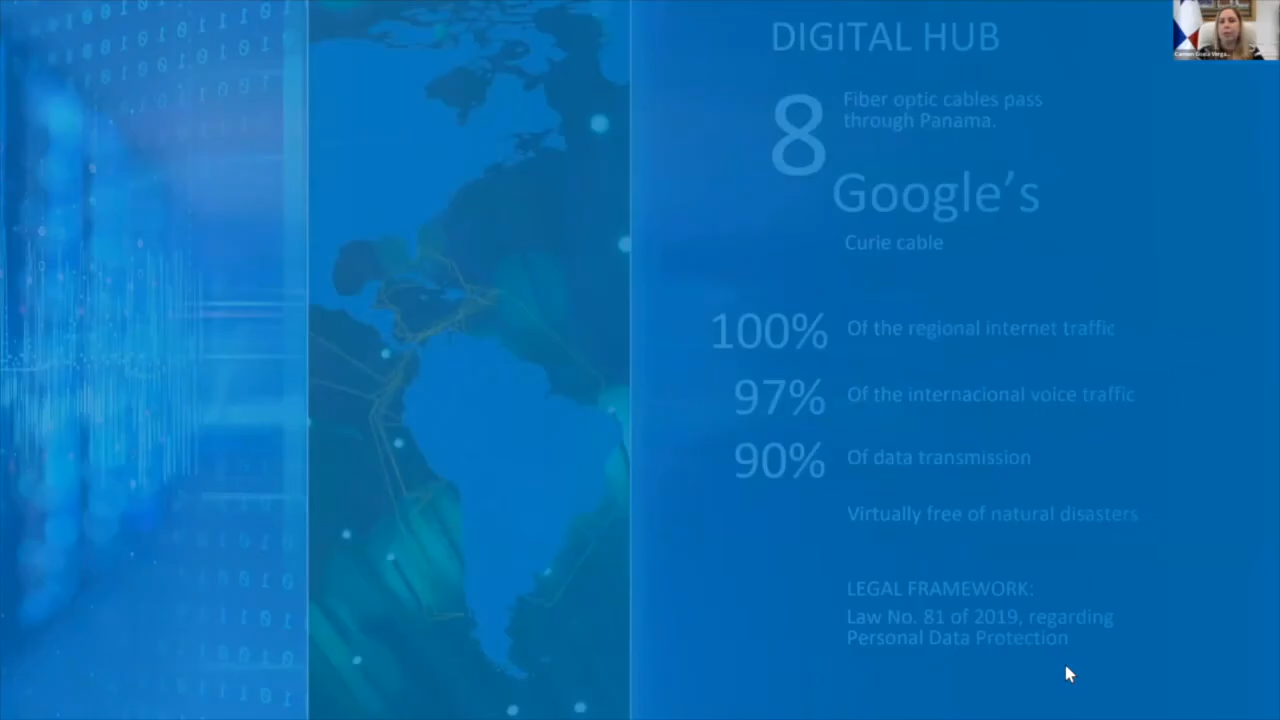 DIGITAL HUB
8
Fiber optic cables pass
through Panama.
Google’s
Curie cable
100% Of the regional internet traffic
97% Of the internacional voice traffic
90% Of data transmission
Virtually free of natural disasters
LEGAL FRAMEWORK:
Law No. 81 of 2019, regarding
Personal Data Protection